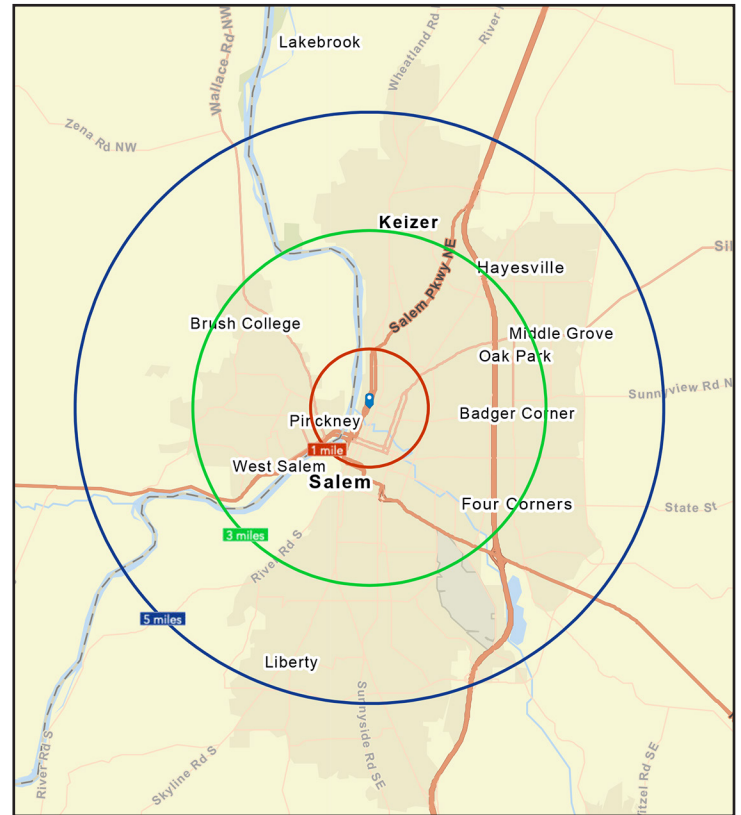 Lakebrook
Wheatland Rd
River
Wallace Rd NW
Zena Rd NW
Keizer
Sil
Hayesville
Salem Pkwy NE
Brush College
Middle Grove
Oak Park
Sunnyview Rd N
Badger Corner
Pinckney
1 mile
West Salem
Salem
Four Corners
State St
3 miles
River Rd S
5 miles
Liberty
Sunnyside Rd SE
River Rd S
Skyline Rd S
itzel Rd SE